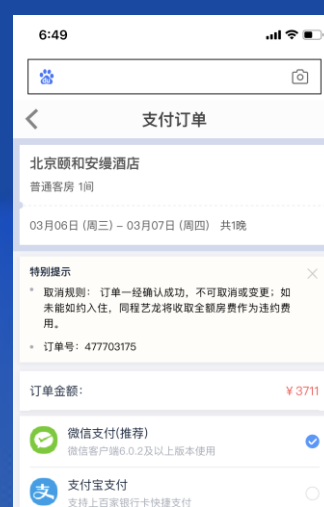 6:49
支付订单
北京颐和安缦酒店
普通客房 1间
03月06日 (周三) – 03月07日 (周四) 共1晚
特别提示
取消规则: 订单一经确认成功，不可取消或变更；如
未能如约入住，同程艺龙将收取全额房费作为违约费
用。
订单号: 477703175
订单金额: ¥ 3711
微信支付(推荐)
微信客户端6.0.2及以上版本使用
支付宝支付
支持上百家银行卡快捷支付